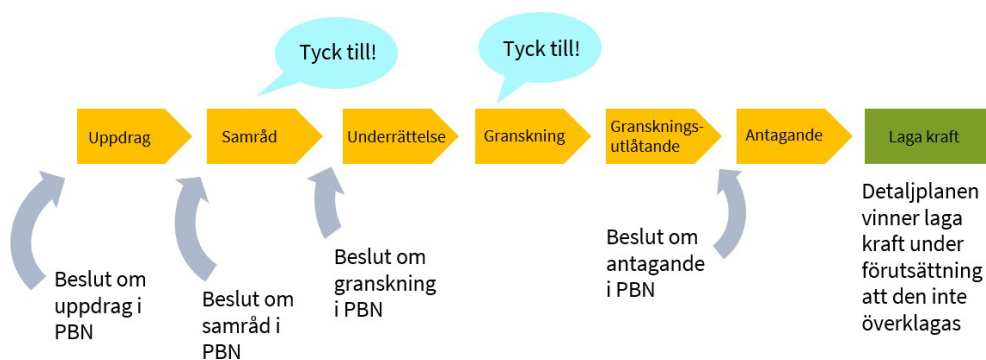 Tyck till!
Tyck till!
Uppdrag
Samråd
Underrättelse
Granskning
Gransknings-
utlåtande
Antagande
Laga kraft
Beslut om
uppdrag i
PBN
Beslut om
samråd i
PBN
Beslut om
granskning
i PBN
Beslut om
antagande
i PBN
Detaljplanen
vinner laga
kraft under
förutsättning
att den inte
överklagas